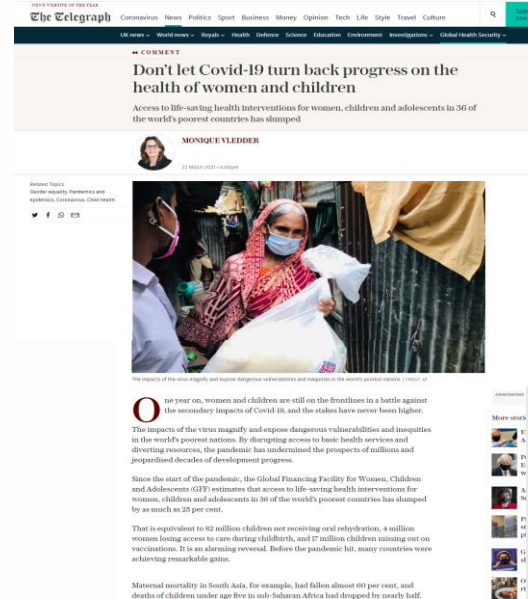 NEWS WEBSITE OF THE YEAR
The Telegraph
Coronavirus News Politics Sport Business Money Opinion Tech Life Style Travel Culture
UK news World news Royals Health Defence Science Education Environment Investigations Global Health Security
COMMENT
Don't let Covid-19 turn back progress on the
health of women and children
Access to life-saving health interventions for women, children and adolescents in 36 of
the world's poorest countries has slumped
MONIQUE VLEDDER
22 March 2021 • 6:00pm
Related Topics
Gender equality, Pandemics and
epidemics, Coronavirus, Child health
The impacts of the virus magnify and expose dangerous vulnerabilities and inequities in the world's poorest nations | CREDIT: AP
One year on, women and children are still on the frontlines in a battle against
the secondary impacts of Covid-19, and the stakes have never been higher.
The impacts of the virus magnify and expose dangerous vulnerabilities and inequities
in the world's poorest nations. By disrupting access to basic health services and
diverting resources, the pandemic has undermined the prospects of millions and
jeopardised decades of development progress.
Since the start of the pandemic, the Global Financing Facility for Women, Children
and Adolescents (GFF) estimates that access to life-saving health interventions for
women, children and adolescents in 36 of the world's poorest countries has slumped
by as much as 25 per cent.
That is equivalent to 82 million children not receiving oral rehydration, 4 million
women losing access to care during childbirth, and 17 million children missing out on
vaccinations. It is an alarming reversal. Before the pandemic hit, many countries were
achieving remarkable gains.
Maternal mortality in South Asia, for example, had fallen almost 60 per cent, and
deaths of children under age five in sub-Saharan Africa had dropped by nearly half.
Advertisement
More stori